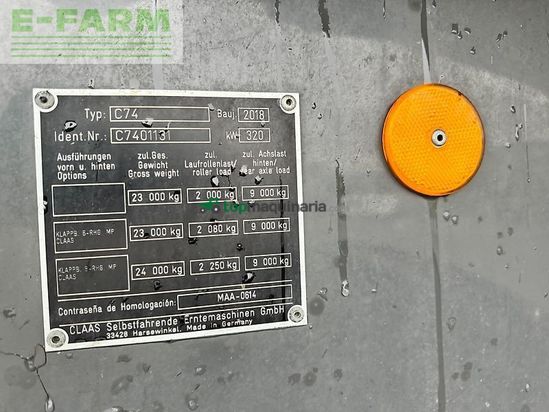 E-FARM
Typ: C74 Bauj. 2018
Ident.Nr.: C7401131 kW 320
Ausführungen vorn u. hinten Options
zul.Ges. Gewicht Gross weight
zul. Laufrollenlast/ roller load
zul. Achslast hinten/ rear axle load
23 000 kg 2 000 kg 9 000 kg
topmaquinaria.com
KLAPPB. 6-RHG MP CLAAS 23 000 kg 2 080 kg 9 000 kg
KLAPPB. 8-RHG MP CLAAS 24 000 kg 2 250 kg 9 000 kg
Contraseña de Homologación: MAA-0614
CLAAS Selbstfahrende Erntemaschinen GmbH
33428 Harsewinkel, Made in Germany